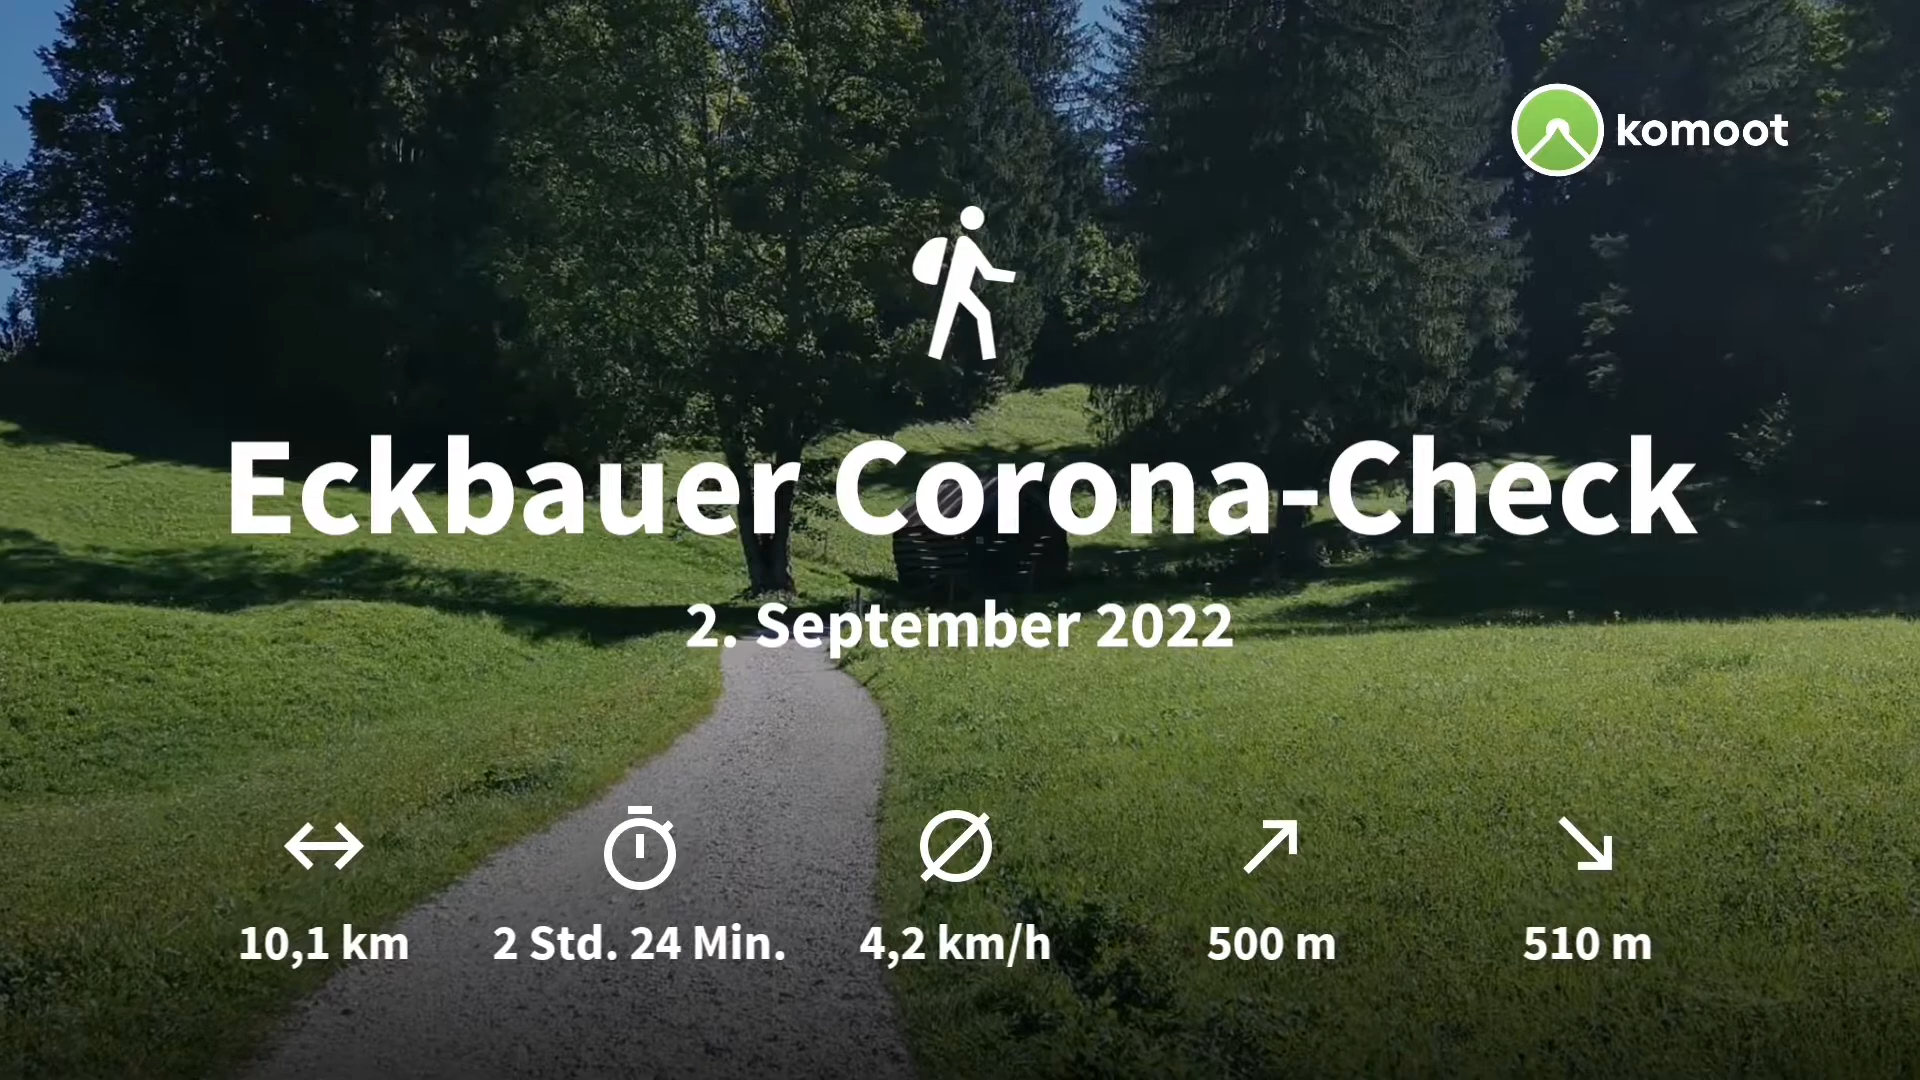 komoot
Eckbauer Corona-Check
2. September 2022
10,1 km
2 Std. 24 Min.
4,2 km/h
500 m
510 m